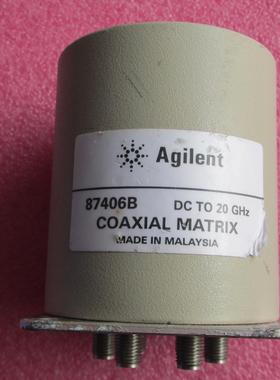 Agilent
87406B DC TO 20 GHz
COAXIAL MATRIX
MADE IN MALAYSIA